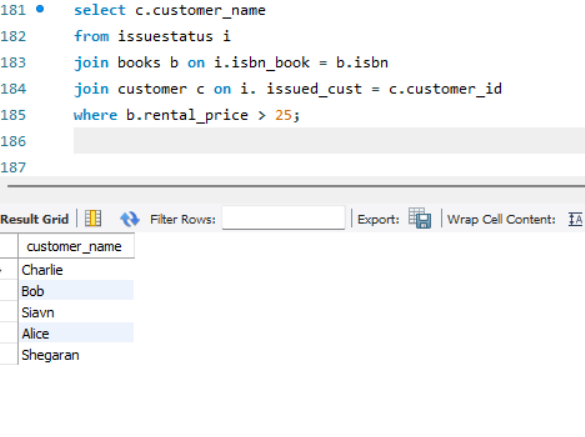 181 select c.customer_name
182 from issuestatus i
183 join books b on i.isbn_book = b.isbn
184 join customer c on i. issued_cust = c.customer_id
185 where b.rental_price > 25;
186
187
Result Grid Filter Rows: Export: Wrap Cell Content: IA
customer_name
Charlie
Bob
Siavn
Alice
Shegaran